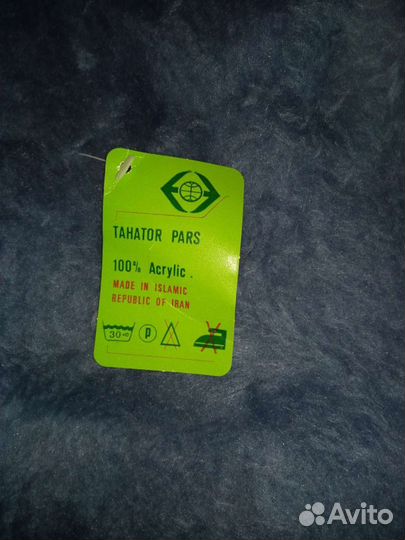 TAHATOR PARS
100% Acrylic.
MADE IN ISLAMIC
REPUBLIC OF IRAN
30°C P
Avito